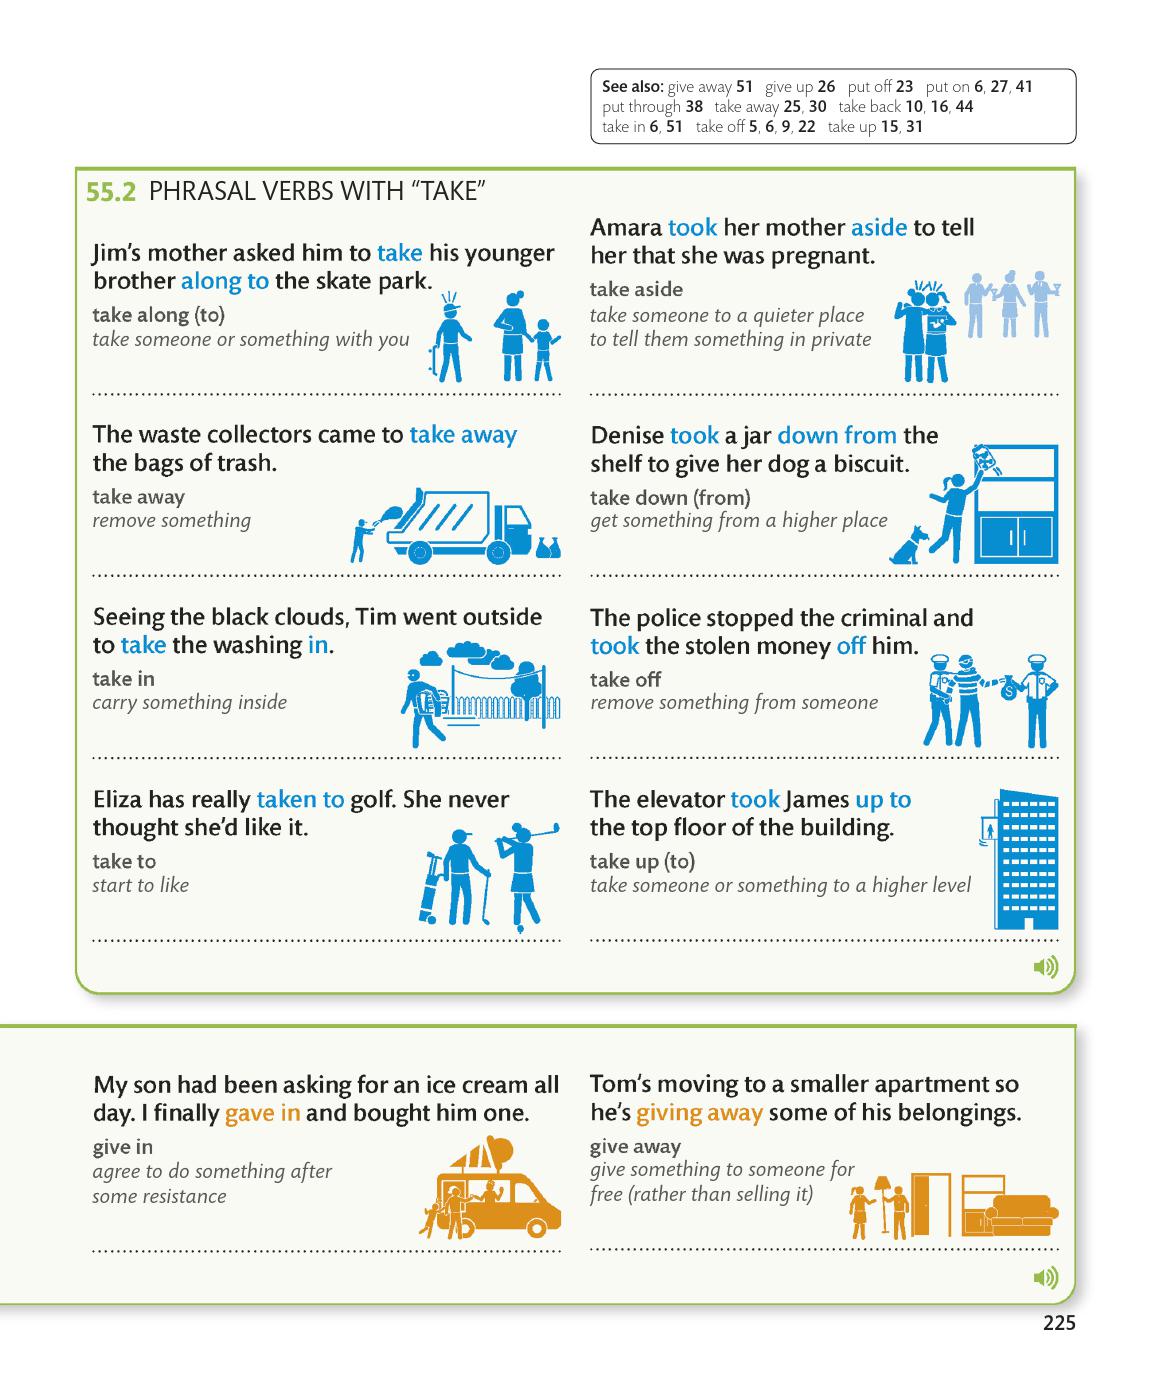 See also: give away 51 give up 26 put off 23 put on 6, 27, 41
put through 38 take away 25, 30 take back 10, 16, 44
take in 6, 51 take off 5, 6, 9, 22 take up 15, 31
55.2 PHRASAL VERBS WITH “TAKE”
Jim’s mother asked him to take his younger
brother along to the skate park.
take along (to)
take someone or something with you
Amara took her mother aside to tell
her that she was pregnant.
take aside
take someone to a quieter place
to tell them something in private
The waste collectors came to take away
the bags of trash.
take away
remove something
Denise took a jar down from the
shelf to give her dog a biscuit.
take down (from)
get something from a higher place
Seeing the black clouds, Tim went outside
to take the washing in.
take in
carry something inside
The police stopped the criminal and
took the stolen money off him.
take off
remove something from someone
Eliza has really taken to golf. She never
thought she’d like it.
take to
start to like
The elevator took James up to
the top floor of the building.
take up (to)
take someone or something to a higher level
My son had been asking for an ice cream all
day. I finally gave in and bought him one.
give in
agree to do something after
some resistance
Tom’s moving to a smaller apartment so
he’s giving away some of his belongings.
give away
give something to someone for
free (rather than selling it)
225